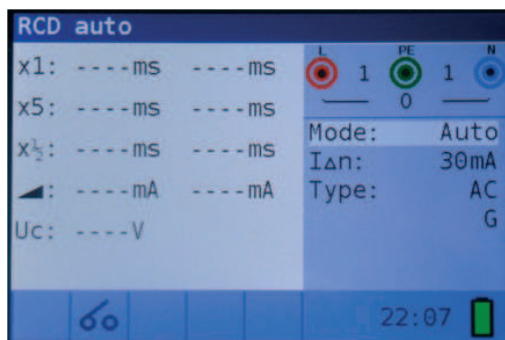 RCD auto
x1: ----ms ----ms
x5: ----ms ----ms
x½: ----ms ----ms
◢: ----mA ----mA
Uc: ----V
L PE N
1 1
0
Mode: Auto
IΔn: 30mA
Type: AC
G
22:07